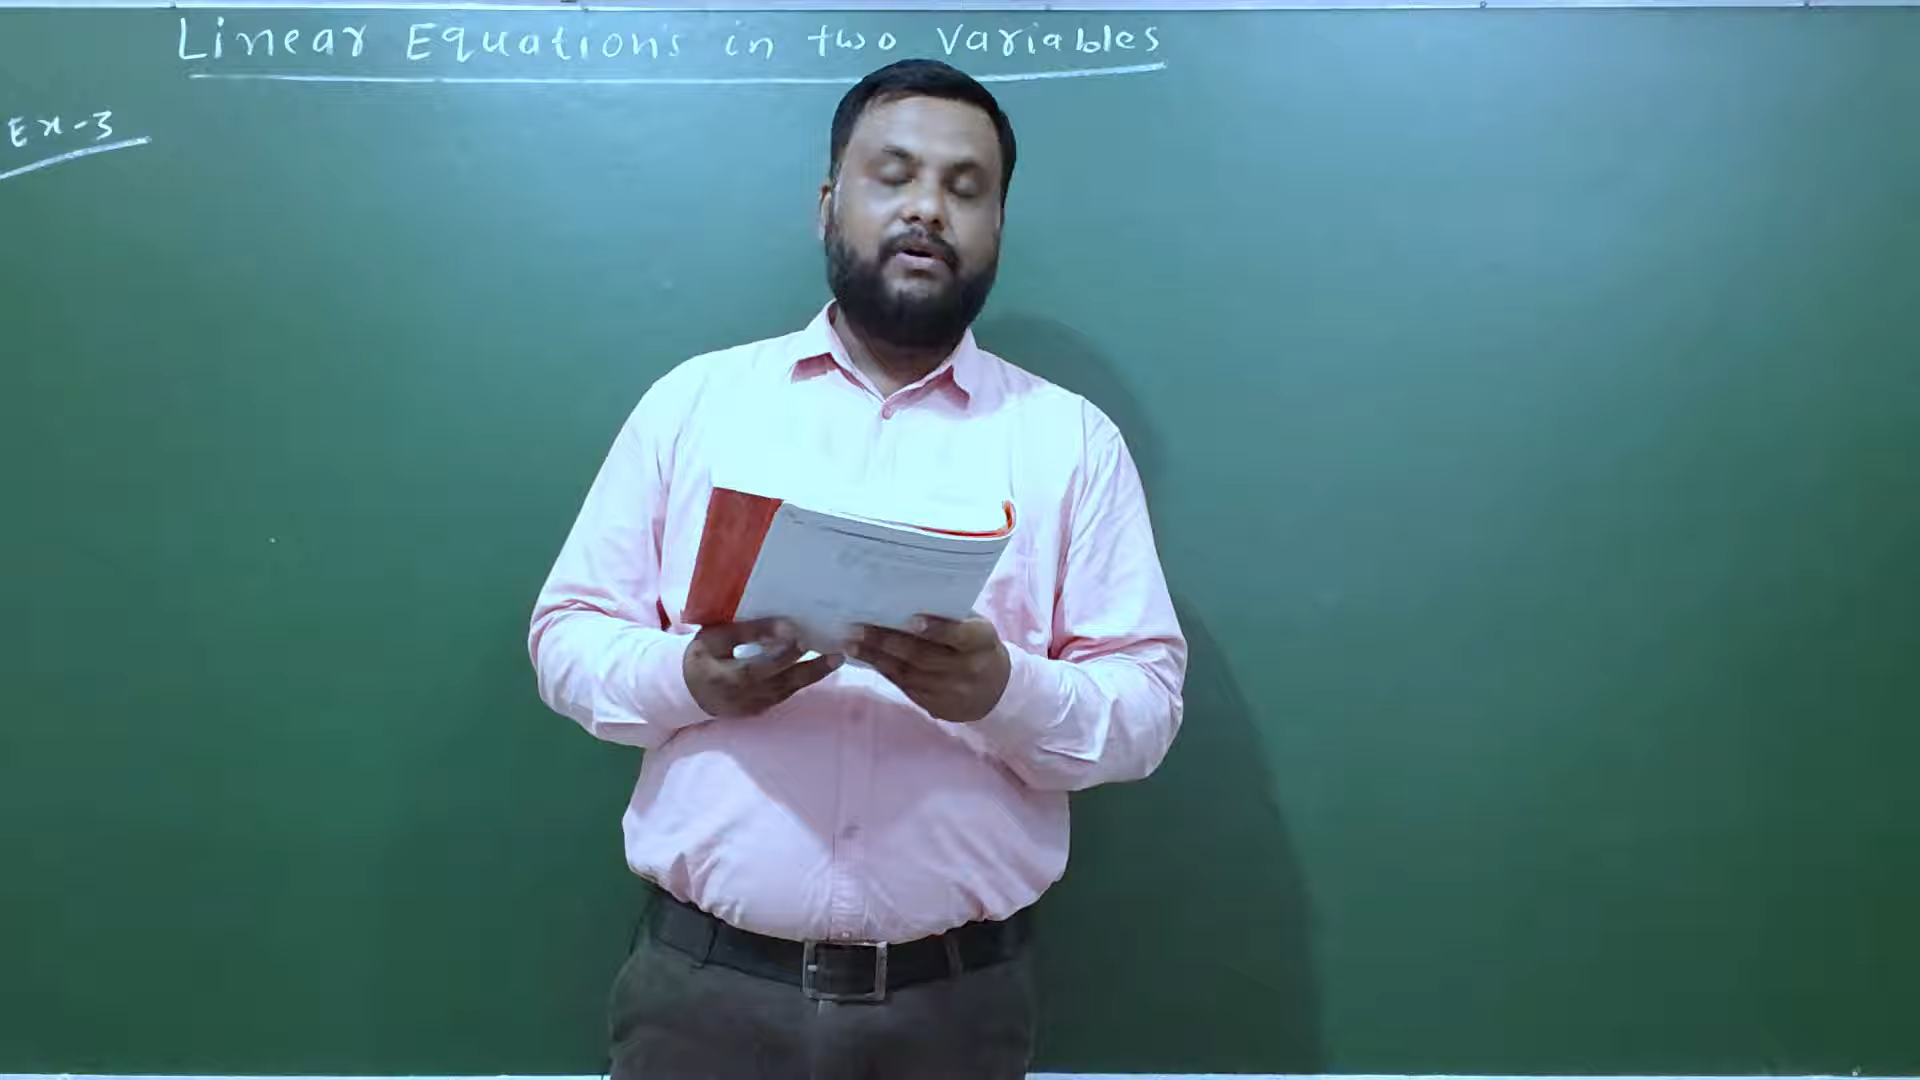 Linear Equations in two Variables
Ex-3